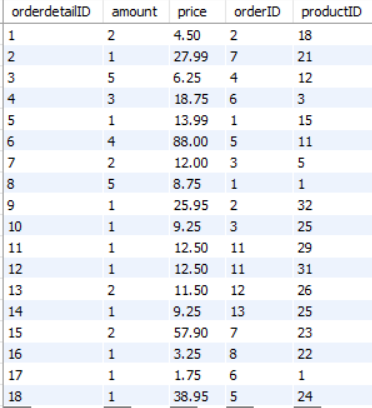 orderdetailID amount price orderID productID
1 2 4.50 2 18
2 1 27.99 7 21
3 5 6.25 4 12
4 3 18.75 6 3
5 1 13.99 1 15
6 4 88.00 5 11
7 2 12.00 3 5
8 5 8.75 1 1
9 1 25.95 2 32
10 1 9.25 3 25
11 1 12.50 11 29
12 1 12.50 11 31
13 2 11.50 12 26
14 1 9.25 13 25
15 2 57.90 7 23
16 1 3.25 8 22
17 1 1.75 6 1
18 1 38.95 5 24